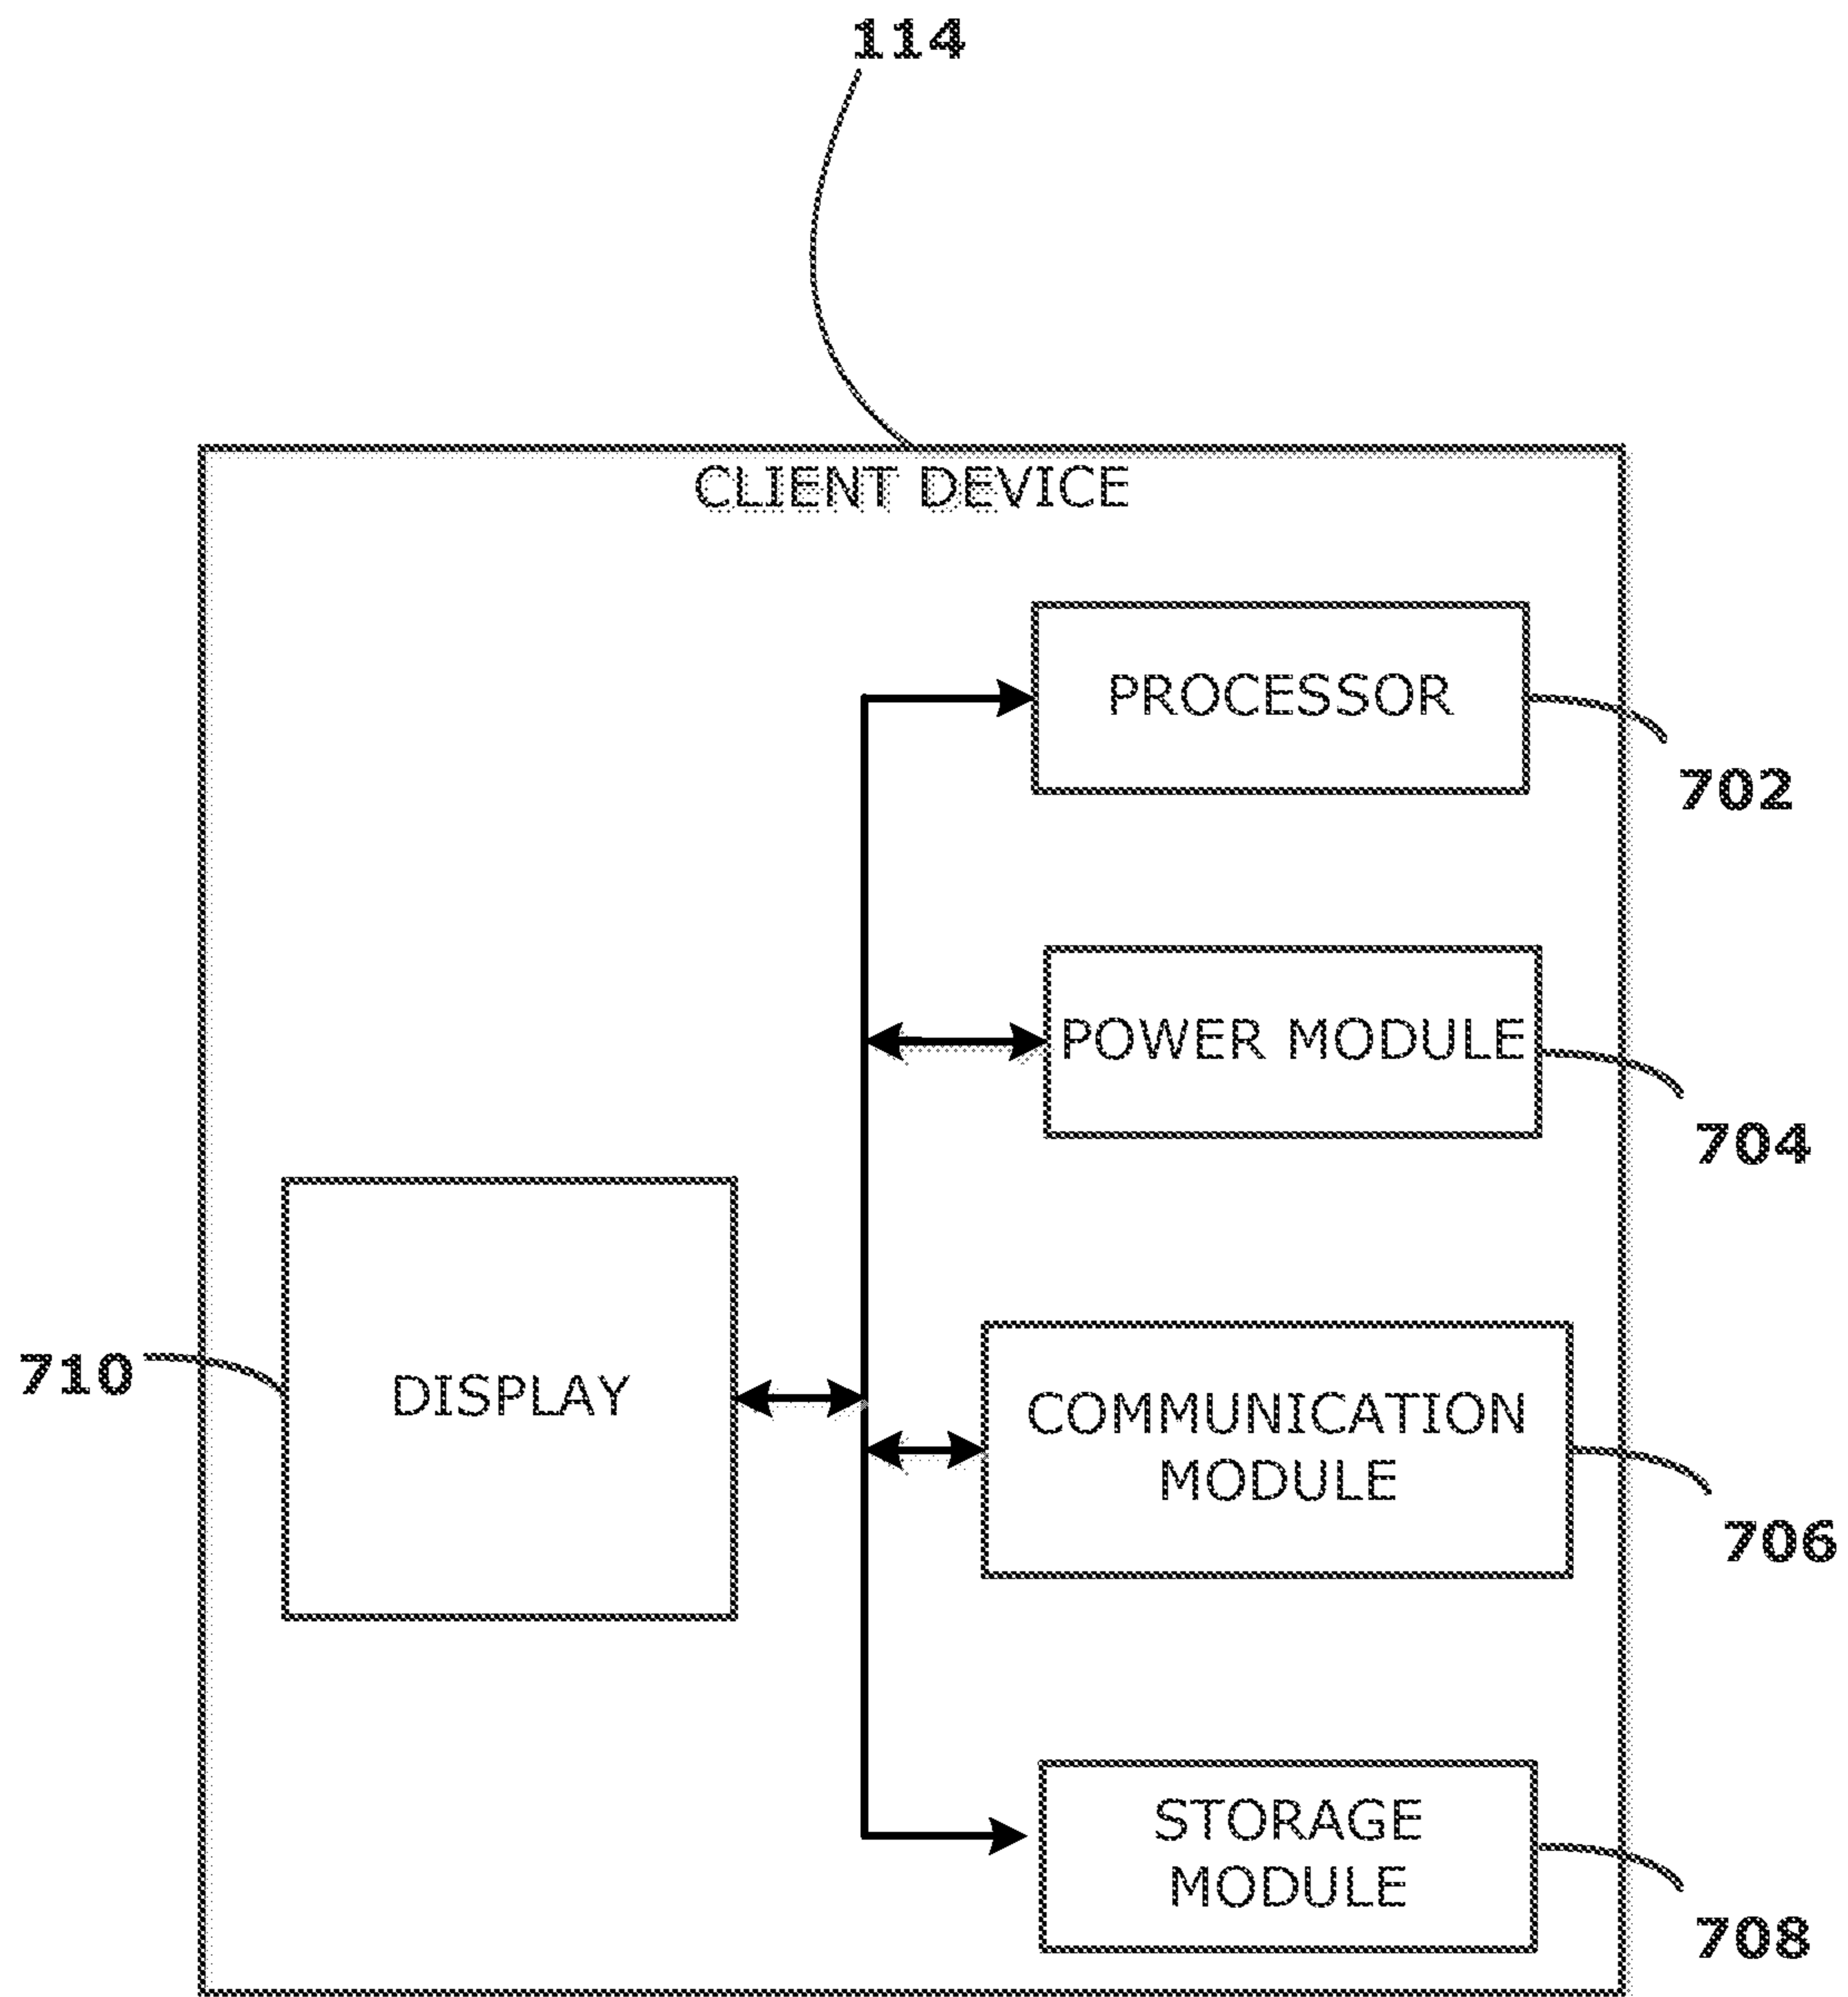 114
CLIENT DEVICE
PROCESSOR
702
POWER MODULE
704
710
DISPLAY
COMMUNICATION
MODULE
706
STORAGE
MODULE
708